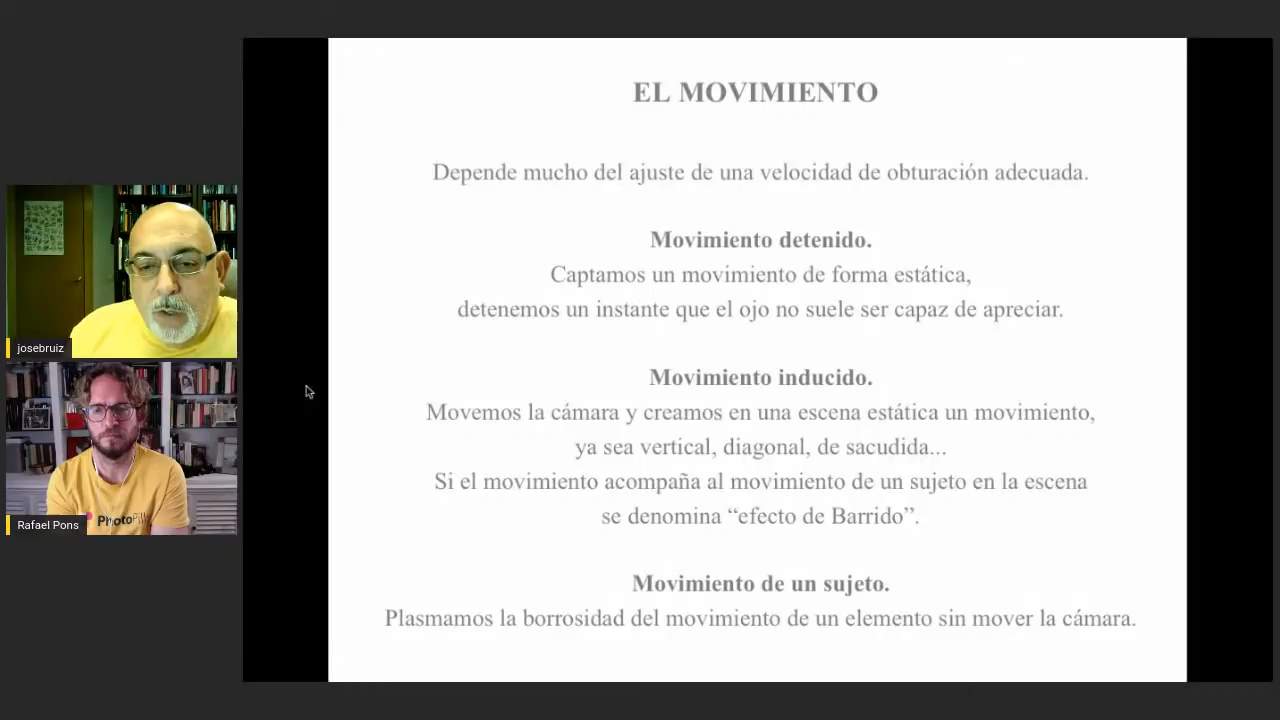 EL MOVIMIENTO
Depende mucho del ajuste de una velocidad de obturación adecuada.
Movimiento detenido.
Captamos un movimiento de forma estática,
detenemos un instante que el ojo no suele ser capaz de apreciar.
Movimiento inducido.
Movemos la cámara y creamos en una escena estática un movimiento,
ya sea vertical, diagonal, de sacudida...
Si el movimiento acompaña al movimiento de un sujeto en la escena
se denomina “efecto de Barrido”.
Movimiento de un sujeto.
Plasmamos la borrosidad del movimiento de un elemento sin mover la cámara.
josebruiz
Rafael Pons